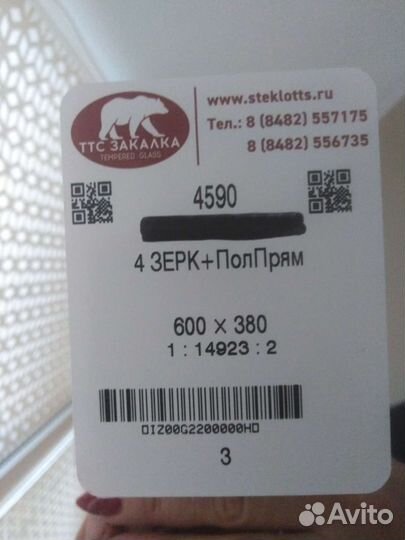 ТТС ЗАКАЛКА
TEMPERED GLASS
www.steklotts.ru
Тел.: 8 (8482) 557175
8 (8482) 556735
4590
4 ЗЕРК+ПолПрям
600 × 380
1 : 14923 : 2
DIZ00G2200000HD
3
Avito